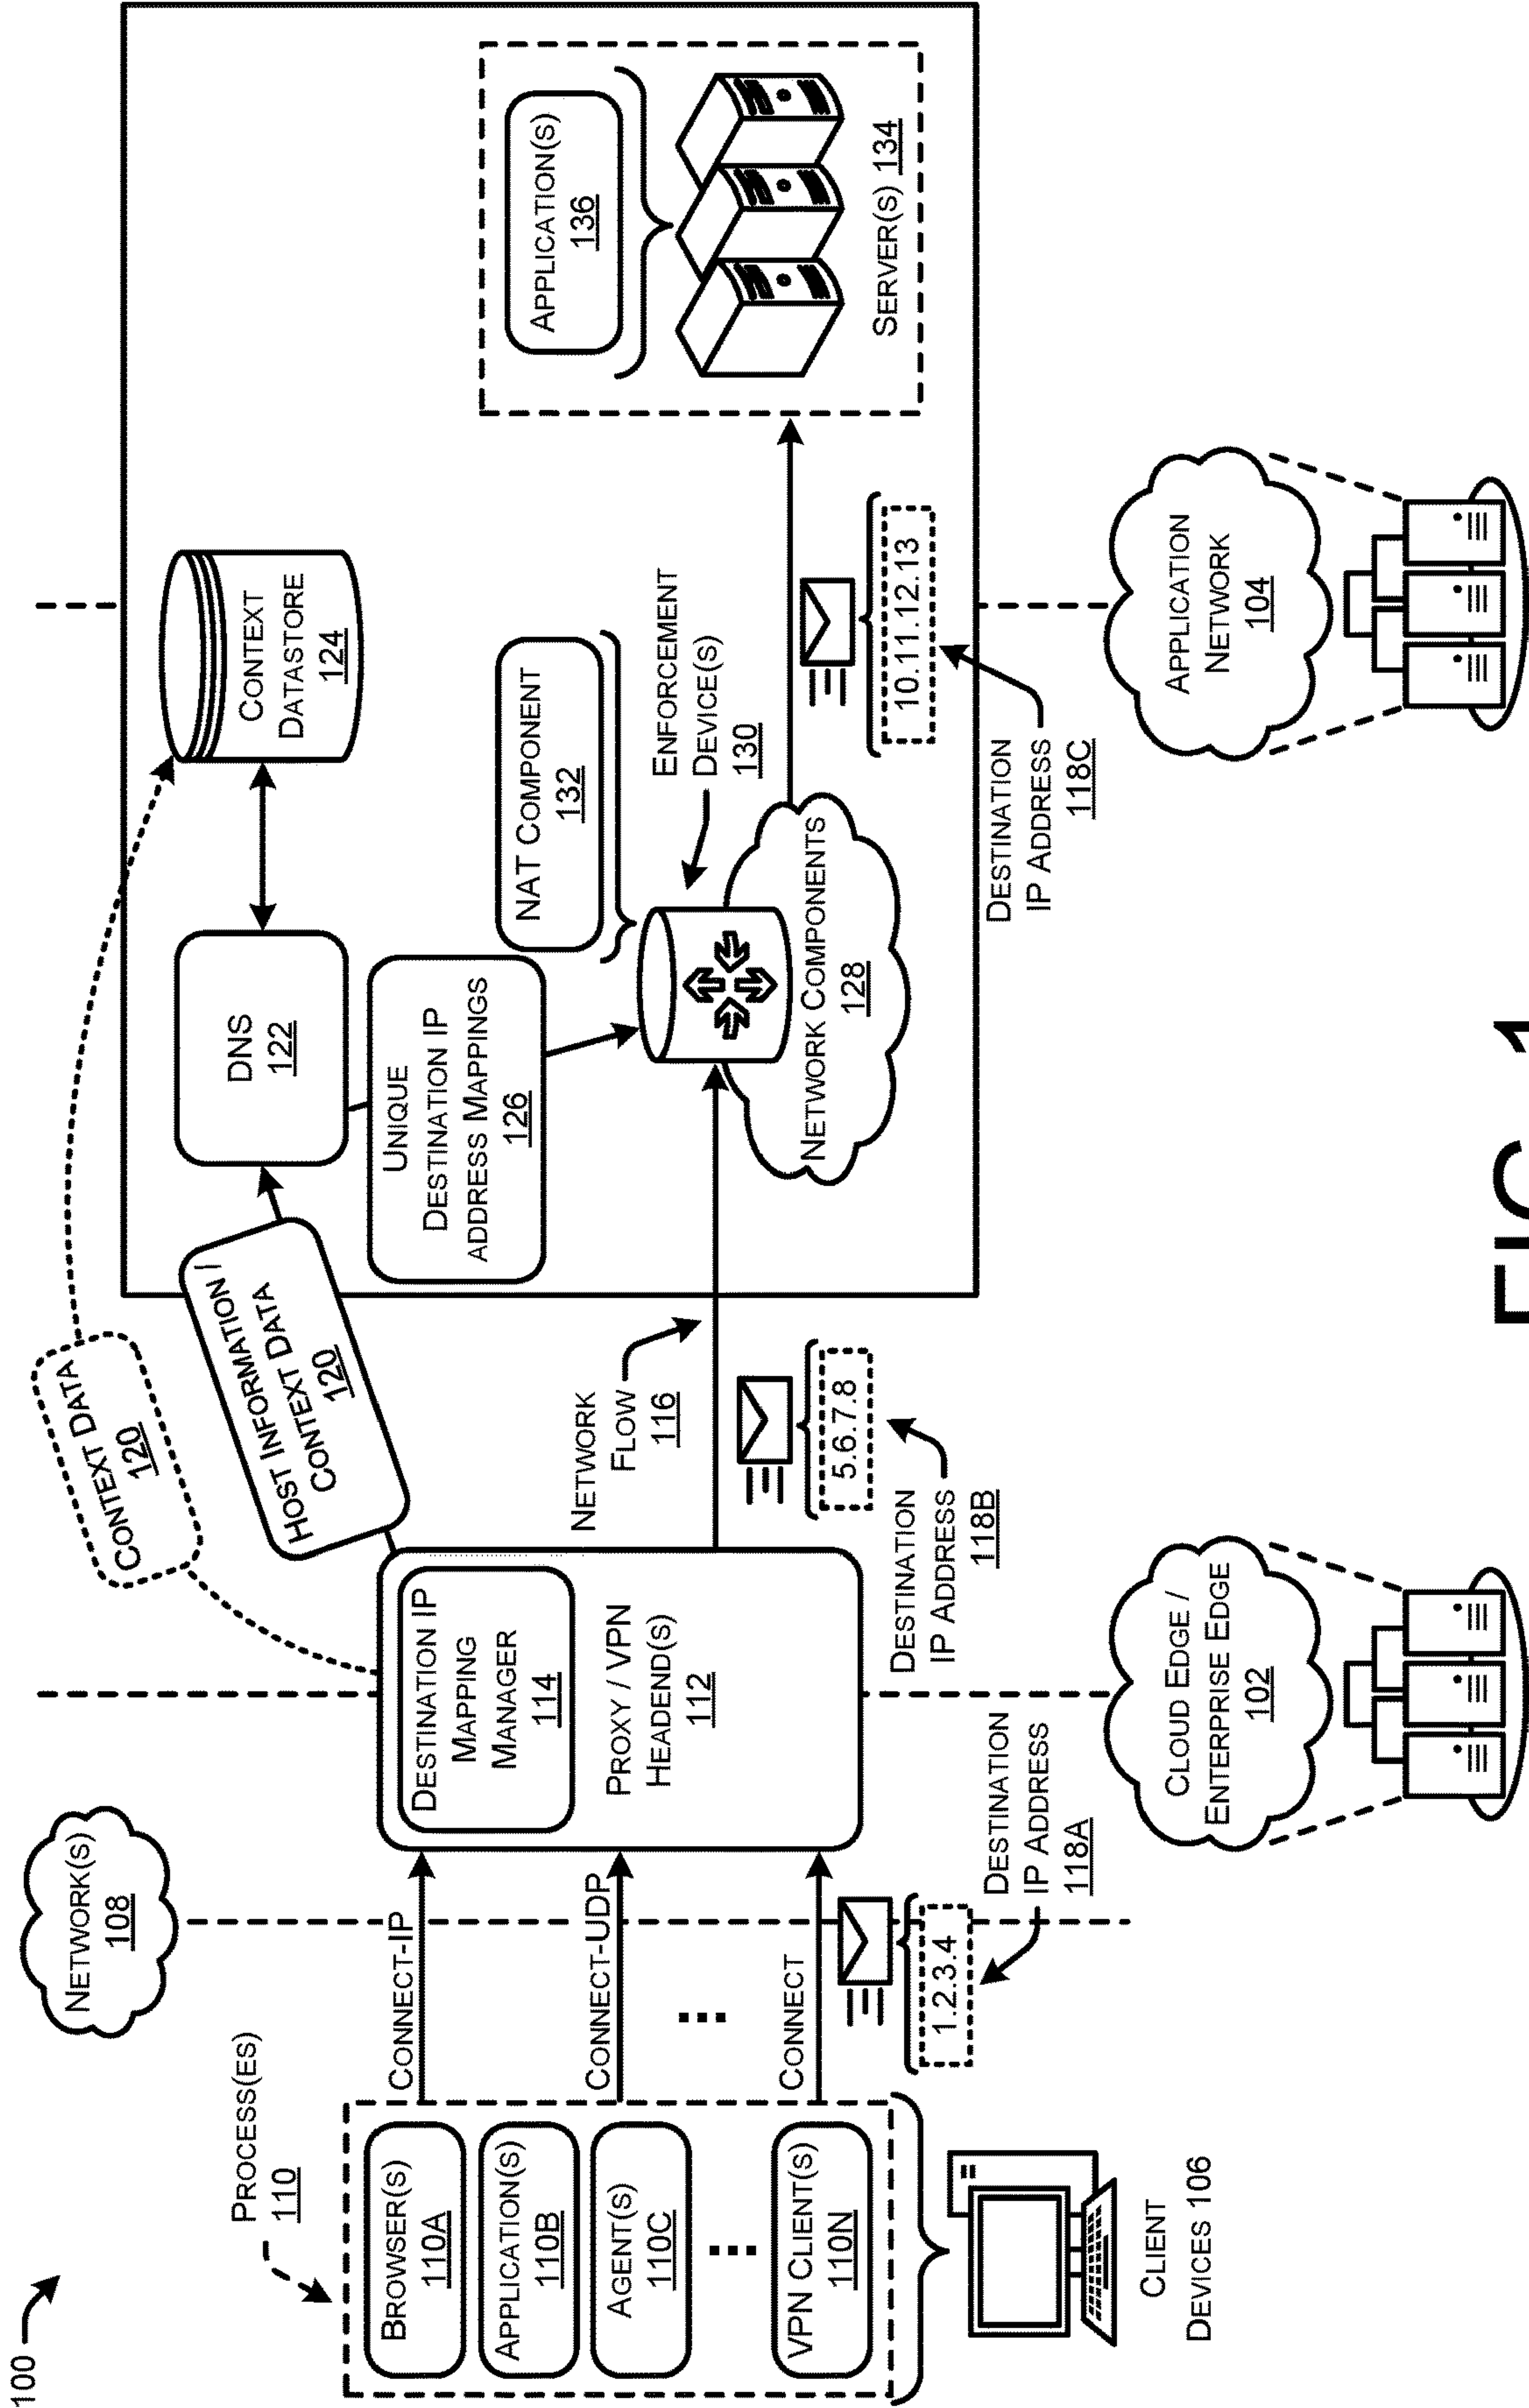 100
PROCESS(ES)
110
BROWSER(S)
110A
APPLICATION(S)
110B
AGENT(S)
110C
...
VPN CLIENT(S)
110N
CLIENT
DEVICES 106
NETWORK(S)
108
CONNECT-IP
CONNECT-UDP
...
CONNECT
1.2.3.4
DESTINATION
IP ADDRESS
118A
DESTINATION IP
MAPPING
MANAGER
114
PROXY / VPN
HEADEND(S)
112
CLOUD EDGE /
ENTERPRISE EDGE
102
CONTEXT DATA
120
HOST INFORMATION /
CONTEXT DATA
120
NETWORK
FLOW
116
5.6.7.8
DESTINATION
IP ADDRESS
118B
DNS
122
UNIQUE
DESTINATION IP
ADDRESS MAPPINGS
126
CONTEXT
DATASTORE
124
NAT COMPONENT
132
ENFORCEMENT
DEVICE(S)
130
NETWORK COMPONENTS
128
10.11.12.13
DESTINATION
IP ADDRESS
118C
APPLICATION(S)
136
SERVER(S) 134
APPLICATION
NETWORK
104
FIG. 1